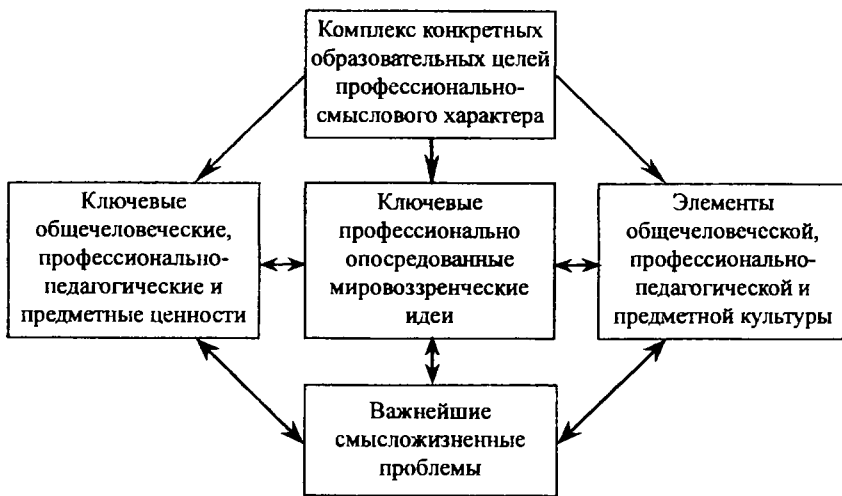 Комплекс конкретных
образовательных целей
профессионально-
смыслового характера
Ключевые
общечеловеческие,
профессионально-
педагогические и
предметные ценности
Ключевые
профессионально
опосредованные
мировоззренческие
идеи
Элементы
общечеловеческой,
профессионально-
педагогической и
предметной культуры
Важнейшие
смысложизненные
проблемы